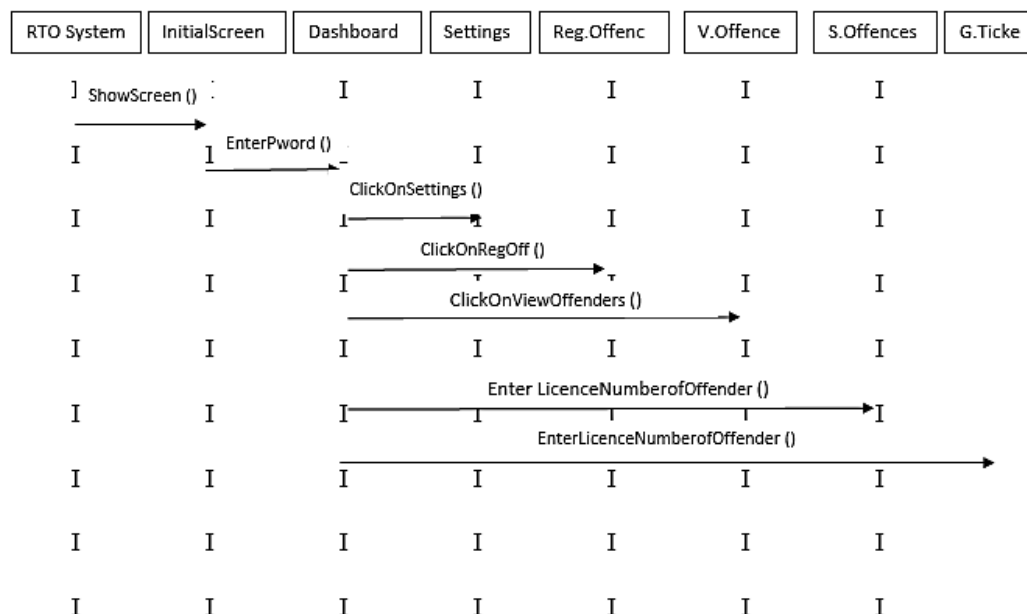 RTO System InitialScreen Dashboard Settings Reg.Offenc V.Offence S.Offences G.Ticke
ShowScreen ()
EnterPword ()
ClickOnSettings ()
ClickOnRegOff ()
ClickOnViewOffenders ()
Enter LicenceNumberofOffender ()
EnterLicenceNumberofOffender ()